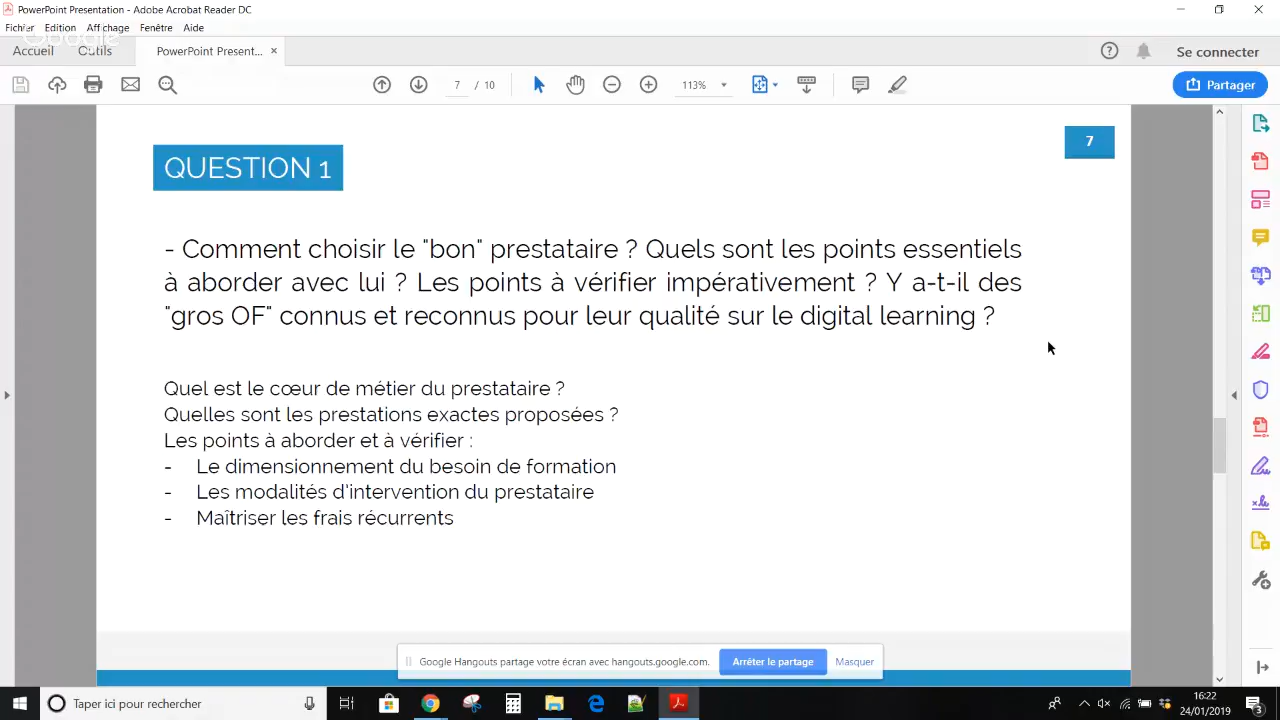 PowerPoint Presentation - Adobe Acrobat Reader DC
Fichier Edition Affichage Fenêtre Aide
Google
Accueil Outils PowerPoint Present... × Se connecter
7 / 10 113% Partager
7
QUESTION 1
- Comment choisir le "bon" prestataire ? Quels sont les points essentiels
à aborder avec lui ? Les points à vérifier impérativement ? Y a-t-il des
"gros OF" connus et reconnus pour leur qualité sur le digital learning ?
Quel est le cœur de métier du prestataire ?
Quelles sont les prestations exactes proposées ?
Les points à aborder et à vérifier :
- Le dimensionnement du besoin de formation
- Les modalités d'intervention du prestataire
- Maîtriser les frais récurrents
Google Hangouts partage votre écran avec hangouts.google.com. Arrêter le partage Masquer
Taper ici pour rechercher
16:22
24/01/2019
3